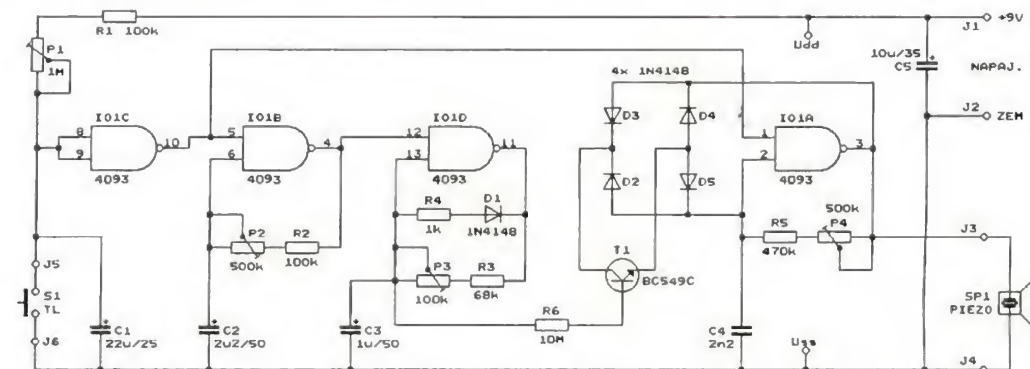 R1 100k
Udd
J1 +9V
P1
1M
10u/35
C5
NAPAJ.
4x 1N4148
J2 ZEM
IO1C
IO1B
IO1D
D3
D4
IO1A
8
10
5
4
12
11
1
3
9
6
13
2
4093
4093
4093
D2
D5
4093
R4
D1
1k
1N4148
500k
P2
R2
T1
R5
P4
J3
500k
100k
P3
R3
BC549C
470k
J5
100k
68k
S1
TL
R6
SP1
PIEZO
C1
C2
C3
C4
J6
22u/25
2u2/50
1u/50
10M
2n2
Uss
J4